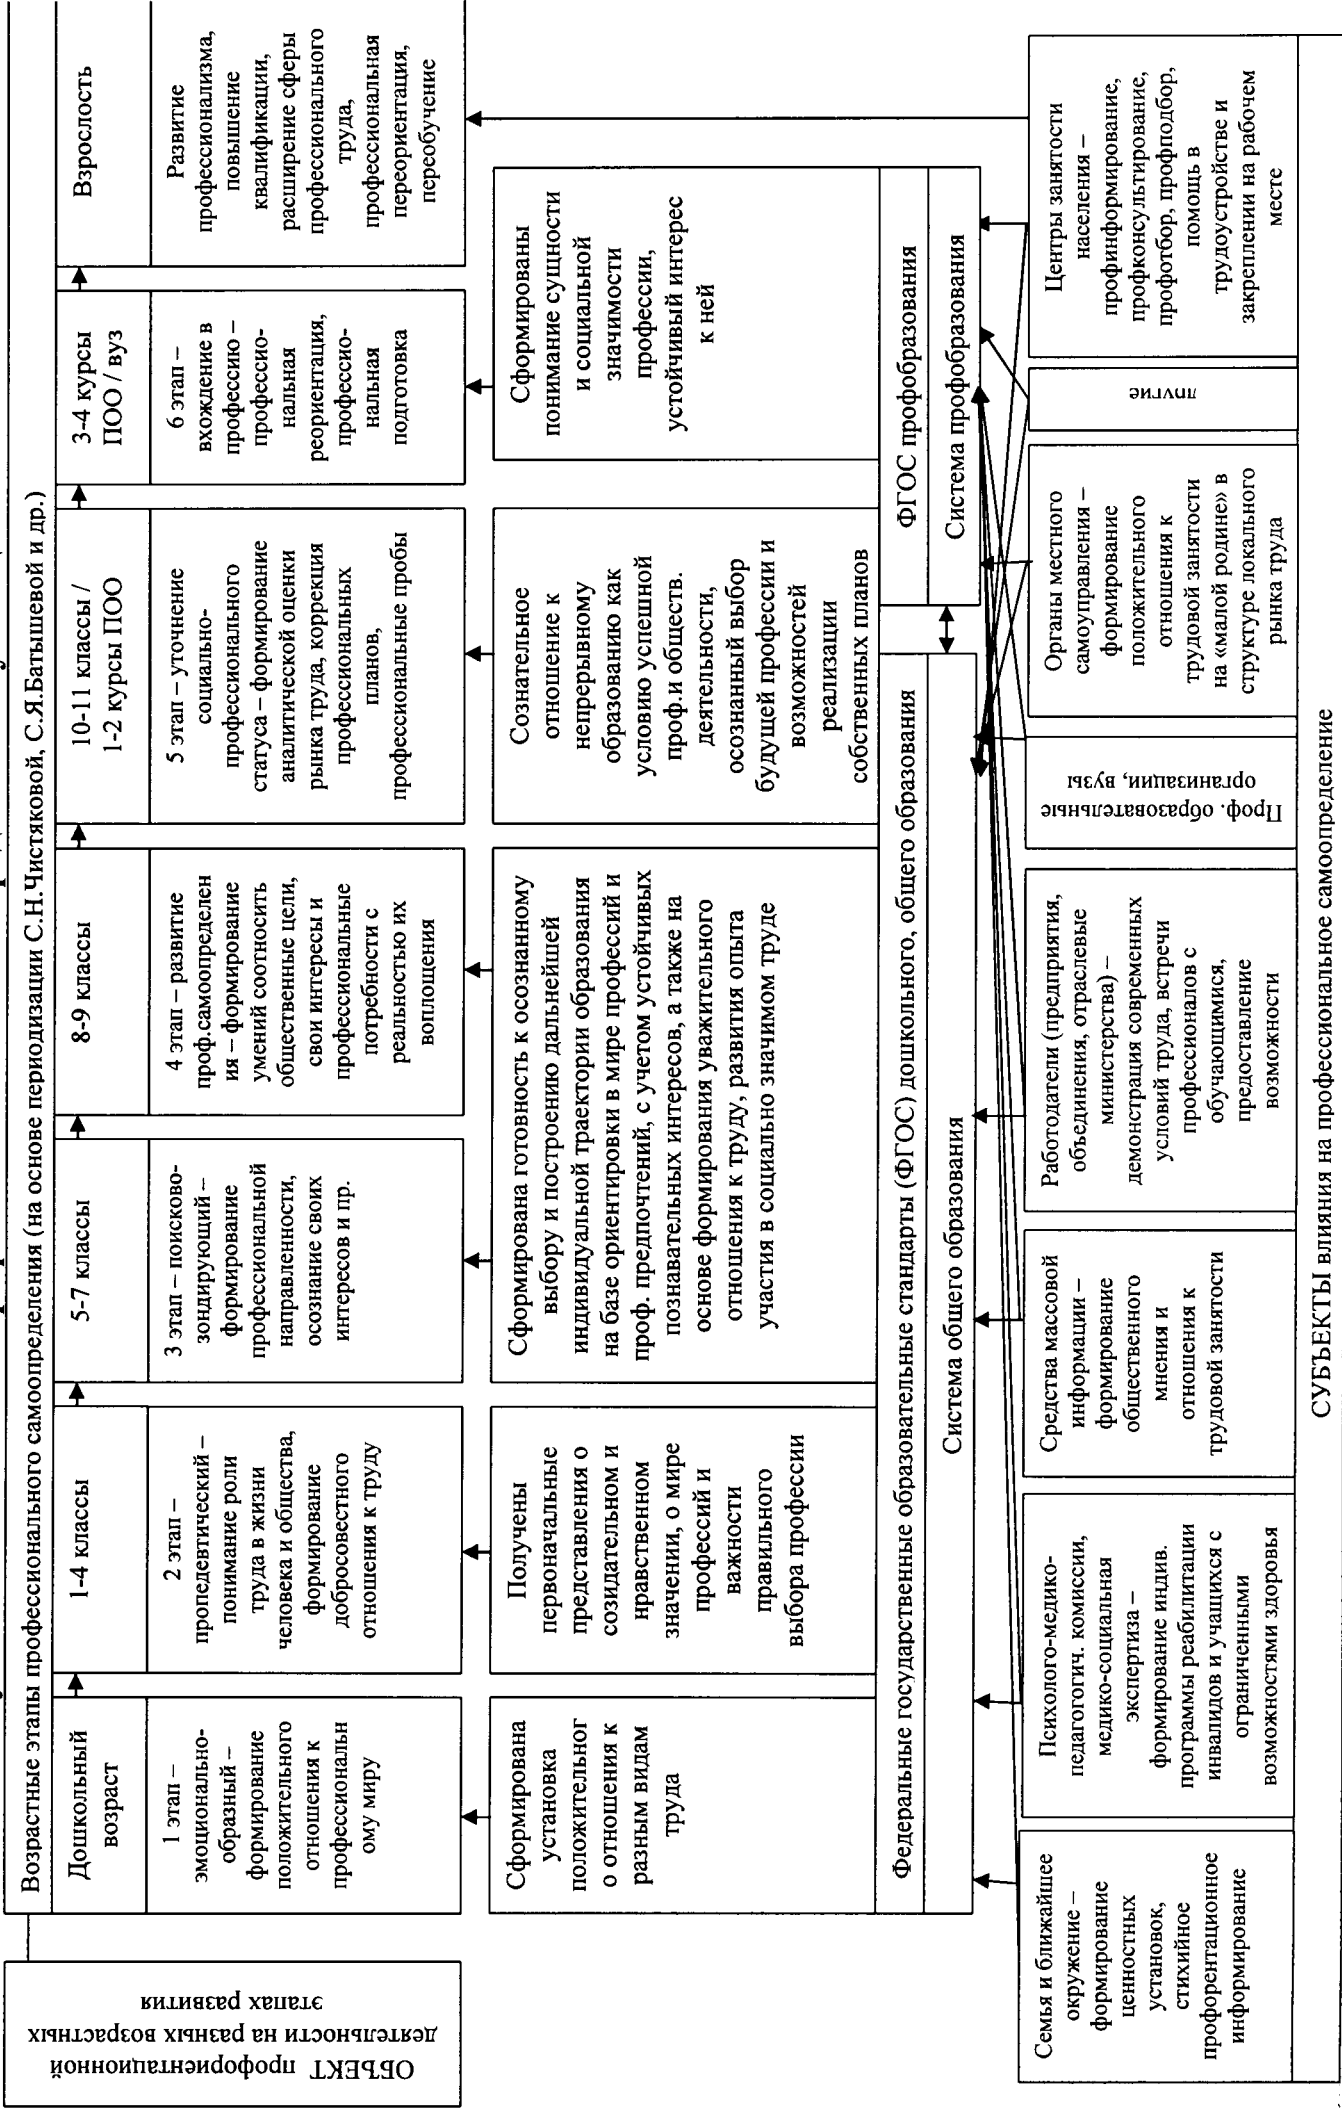 ОБЪЕКТ профориентационной
деятельности на разных возрастных
этапах развития
Возрастные этапы профессионального самоопределения (на основе периодизации С.Н.Чистяковой, С.Я.Батышевой и др.)
Дошкольный
возраст
1 этап –
эмоционально-
образный –
формирование
положительного
отношения к
профессиональн
ому миру
1-4 классы
2 этап –
пропедевтический –
понимание роли
труда в жизни
человека и общества,
формирование
добросовестного
отношения к труду
5-7 классы
3 этап – поисково-
зондирующий –
формирование
профессиональной
направленности,
осознание своих
интересов и пр.
8-9 классы
4 этап – развитие
проф.самоопределен
ия – формирование
умений соотносить
общественные цели,
свои интересы и
профессиональные
потребности с
реальностью их
воплощения
10-11 классы /
1-2 курсы ПОО
5 этап – уточнение
социально-
профессионального
статуса – формирование
аналитической оценки
рынка труда, коррекция
профессиональных
планов,
профессиональные пробы
3-4 курсы
ПОО / вуз
6 этап –
вхождение в
профессию –
профессио-
нальная
реориентация,
профессио-
нальная
подготовка
Взрослость
Развитие
профессионализма,
повышение
квалификации,
расширение сферы
профессионального
труда,
профессиональная
переориентация,
переобучение
Сформирована
установка
положительног
о отношения к
разным видам
труда
Получены
первоначальные
представления о
созидательном и
нравственном
значении, о мире
профессий и
важности
правильного
выбора профессии
Сформирована готовность к осознанному
выбору и построению дальнейшей
индивидуальной траектории образования
на базе ориентировки в мире профессий и
проф. предпочтений, с учетом устойчивых
познавательных интересов, а также на
основе формирования уважительного
отношения к труду, развития опыта
участия в социально значимом труде
Сознательное
отношение к
непрерывному
образованию как
условию успешной
проф.и обществ.
деятельности,
осознанный выбор
будущей профессии и
возможностей
реализации
собственных планов
Сформированы
понимание сущности
и социальной
значимости
профессии,
устойчивый интерес
к ней
Федеральные государственные образовательные стандарты (ФГОС) дошкольного, общего образования
Система общего образования
ФГОС профобразования
Система профобразования
Семья и ближайшее
окружение –
формирование
ценностных
установок,
стихийное
профорентационное
информирование
Психолого-медико-
педагогогич. комиссии,
медико-социальная
экспертиза –
формирование индив.
программы реабилитации
инвалидов и учащихся с
ограниченными
возможностями здоровья
Средства массовой
информации –
формирование
общественного
мнения и
отношения к
трудовой занятости
Работодатели (предприятия,
объединения, отраслевые
министерства) –
демонстрация современных
условий труда, встречи
профессионалов с
обучающимися,
предоставление
возможности
Проф. образовательные
организации, вузы
Органы местного
самоуправления –
формирование
положительного
отношения к
трудовой занятости
на «малой родине» в
структуре локального
рынка труда
другие
Центры занятости
населения –
профинформирование,
профконсультирование,
профотбор, профподбор,
помощь в
трудоустройстве и
закреплении на рабочем
месте
СУБЪЕКТЫ влияния на профессиональное самоопределение